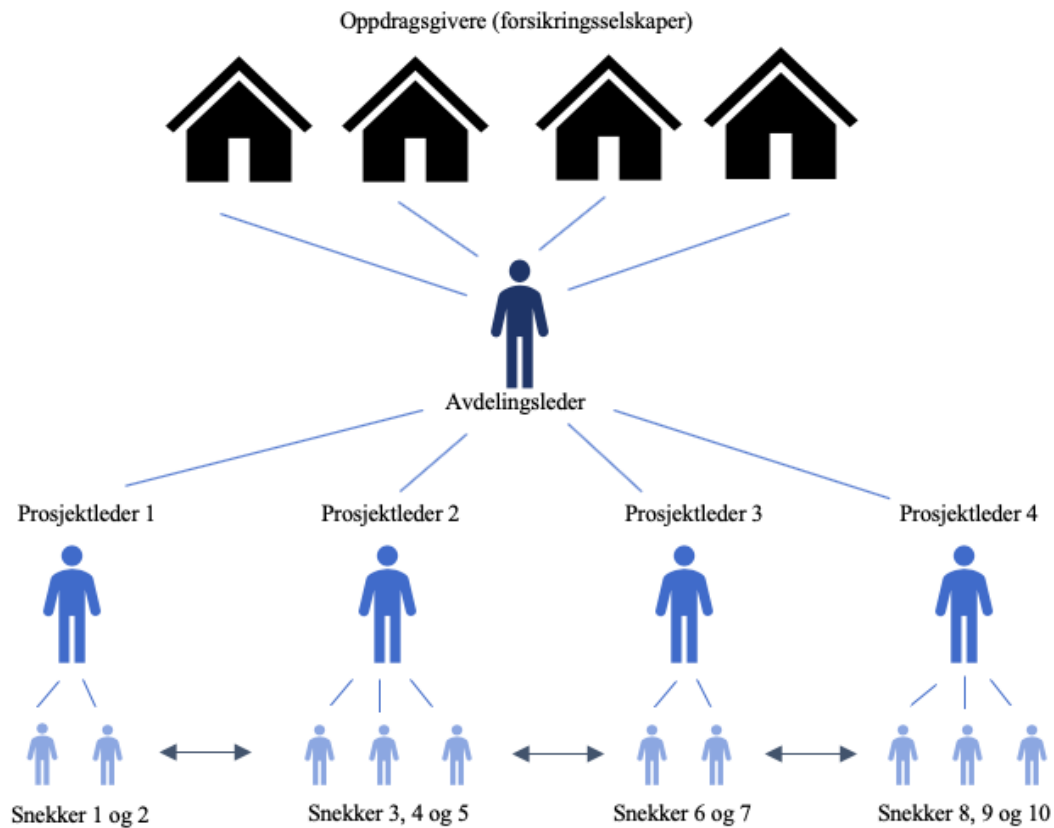 Oppdragsgivere (forsikringsselskaper)
Avdelingsleder
Prosjektleder 1
Prosjektleder 2
Prosjektleder 3
Prosjektleder 4
Snekker 1 og 2
Snekker 3, 4 og 5
Snekker 6 og 7
Snekker 8, 9 og 10